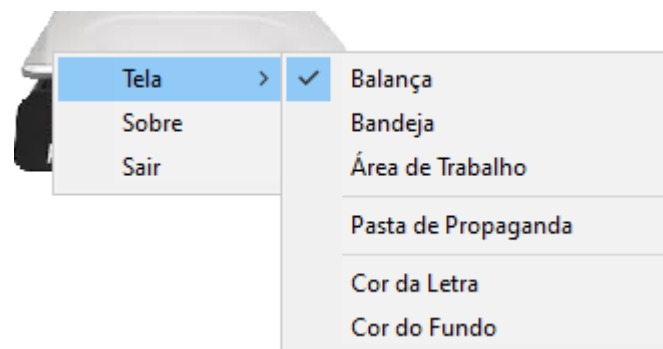 Tela
Sobre
Sair
Balança
Bandeja
Área de Trabalho
Pasta de Propaganda
Cor da Letra
Cor do Fundo